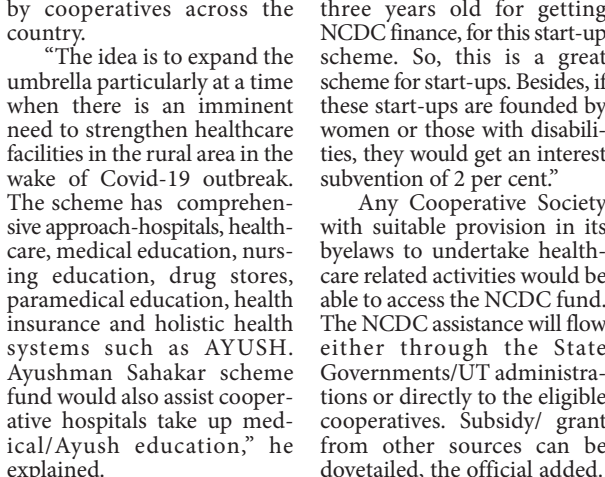 by cooperatives across the
country.
“The idea is to expand the
umbrella particularly at a time
when there is an imminent
need to strengthen healthcare
facilities in the rural area in the
wake of Covid-19 outbreak.
The scheme has comprehen-
sive approach-hospitals, health-
care, medical education, nurs-
ing education, drug stores,
paramedical education, health
insurance and holistic health
systems such as AYUSH.
Ayushman Sahakar scheme
fund would also assist cooper-
ative hospitals take up med-
ical/Ayush education,” he
explained.
three years old for getting
NCDC finance, for this start-up
scheme. So, this is a great
scheme for start-ups. Besides, if
these start-ups are founded by
women or those with disabili-
ties, they would get an interest
subvention of 2 per cent.”
Any Cooperative Society
with suitable provision in its
byelaws to undertake health-
care related activities would be
able to access the NCDC fund.
The NCDC assistance will flow
either through the State
Governments/UT administra-
tions or directly to the eligible
cooperatives. Subsidy/ grant
from other sources can be
dovetailed, the official added.